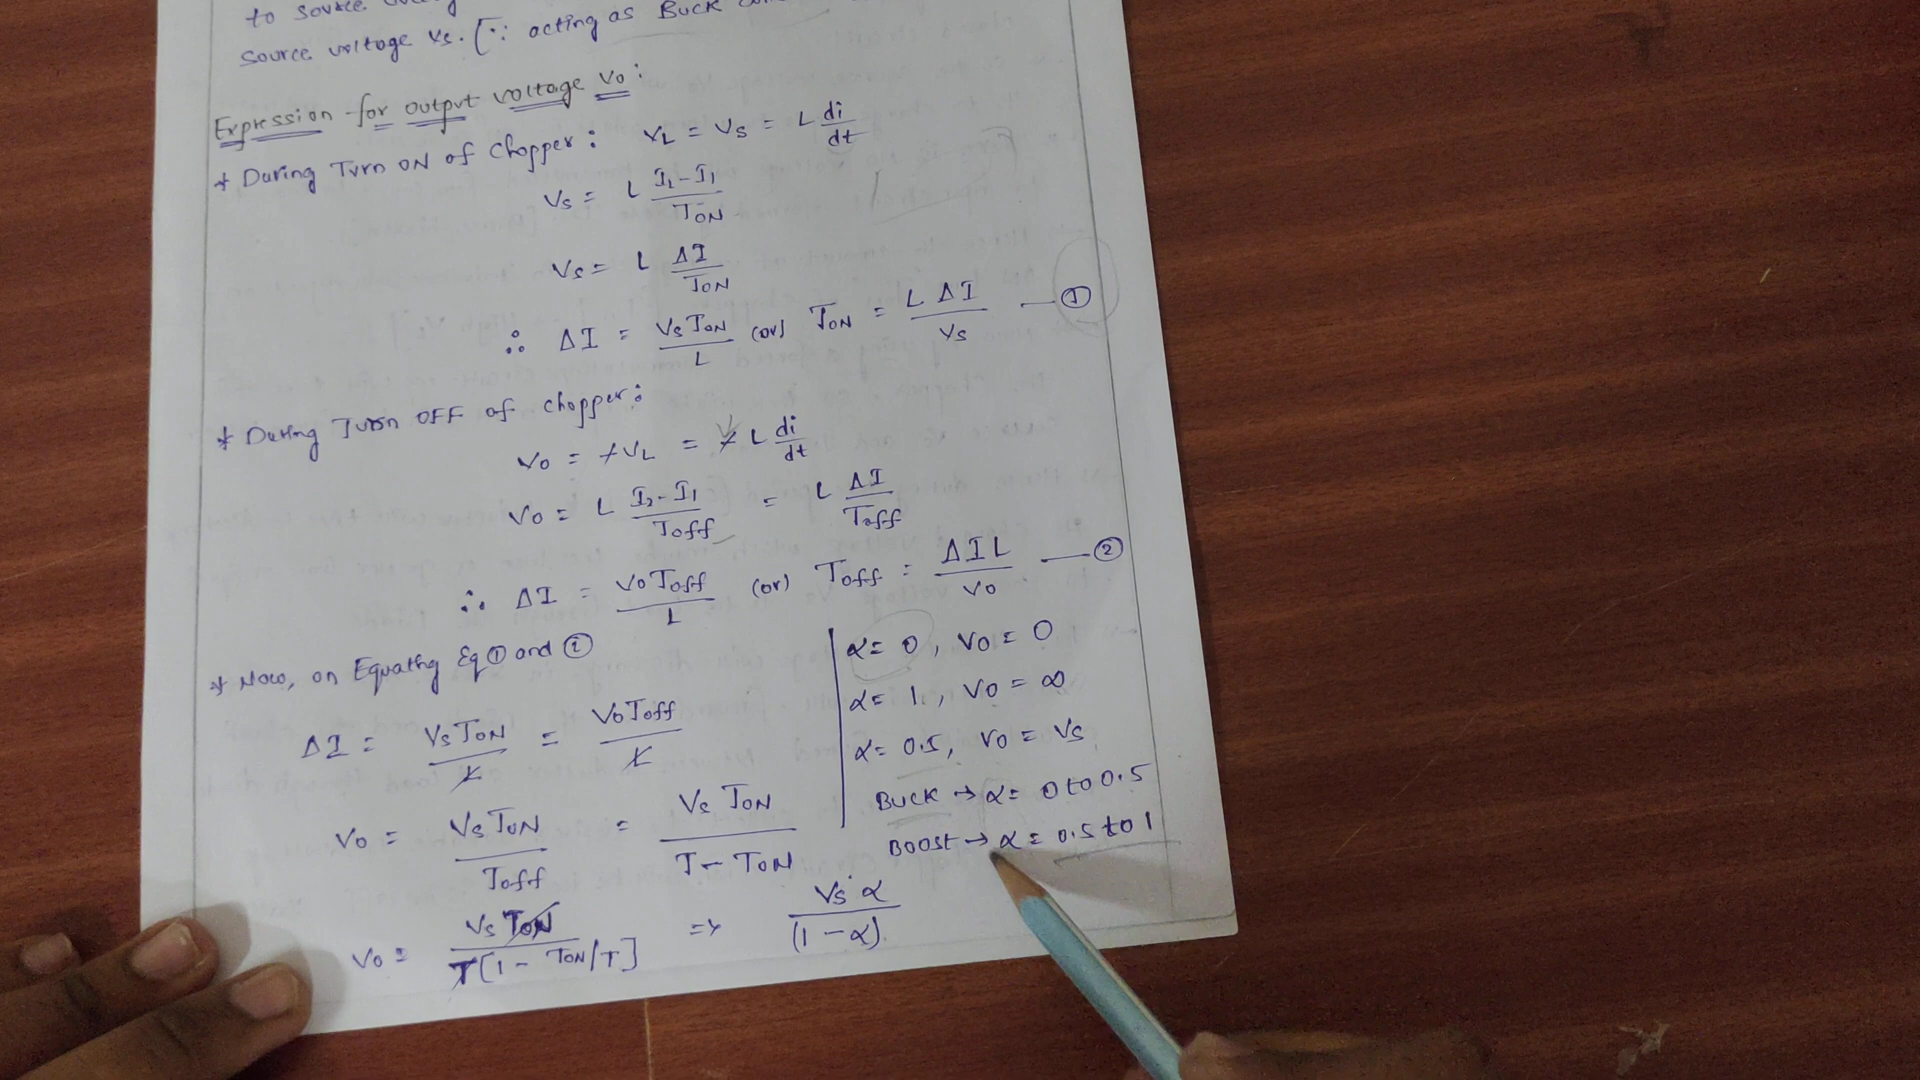 to source
source voltage Vs. [∵ acting as Buck
Expression for output voltage Vo:
* During Turn ON of chopper: VL = Vs = L di/dt
Vs = L I2-I1/TON
Vs = L ΔI/TON
∴ ΔI = Vs TON/L (or) TON = L ΔI/Vs — ①
* During Turn OFF of chopper:
Vo = +VL = L di/dt
Vo = L I2-I1/Toff = L ΔI/Toff
∴ ΔI = Vo Toff/L (or) Toff = ΔI L/Vo — ②
* Now, on Equating Eq ① and ②
ΔI = Vs TON/L = Vo Toff/L
Vo = Vs TON/Toff = Vs TON/T - TON
Vo = Vs TON/T[1 - TON/T] => Vs α/(1-α)
α = 0, Vo = 0
α = 1, Vo = ∞
α = 0.5, Vo = Vs
BUCK → α = 0 to 0.5
BOOST → α = 0.5 to 1